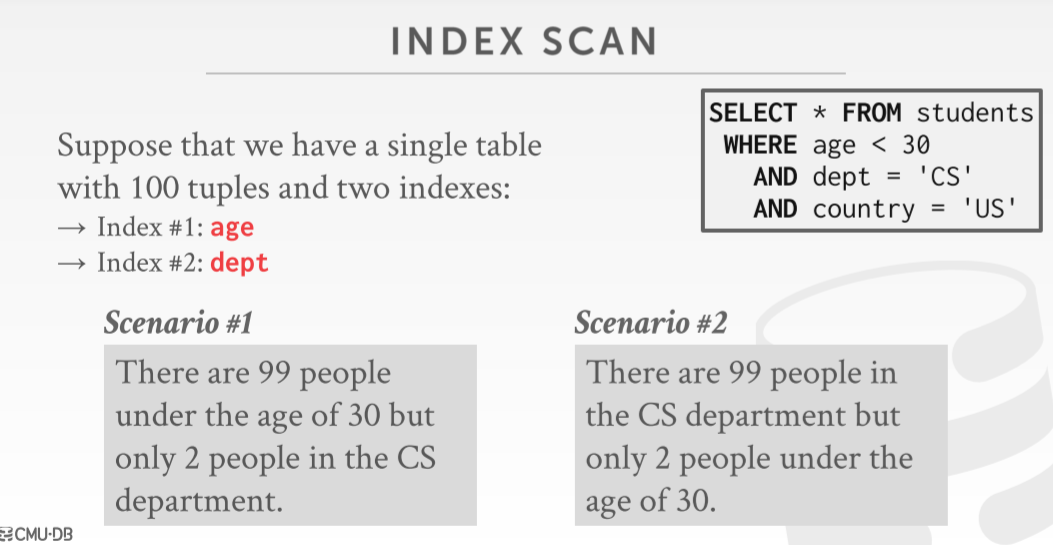 INDEX SCAN
Suppose that we have a single table
with 100 tuples and two indexes:
→ Index #1: age
→ Index #2: dept
SELECT * FROM students
WHERE age < 30
AND dept = 'CS'
AND country = 'US'
Scenario #1
There are 99 people
under the age of 30 but
only 2 people in the CS
department.
Scenario #2
There are 99 people in
the CS department but
only 2 people under the
age of 30.
CMU·DB